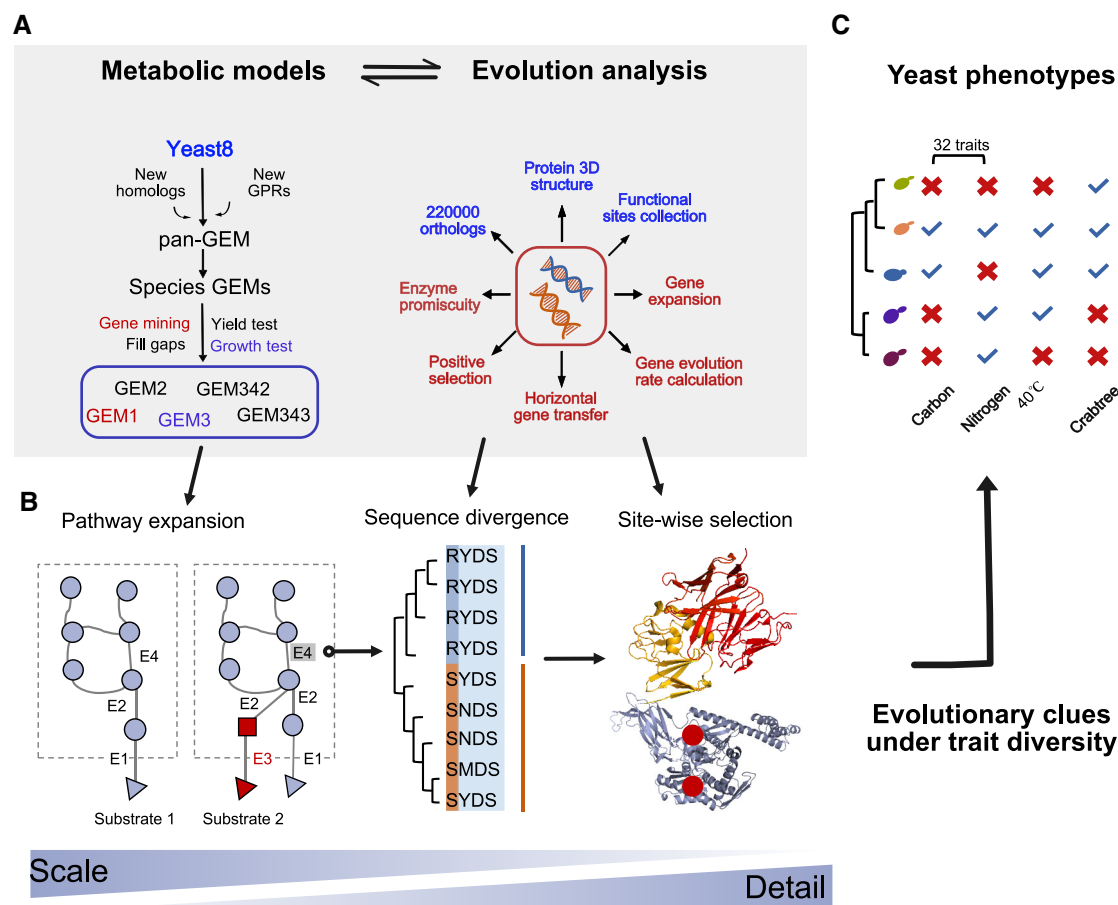 A
Metabolic models
Evolution analysis
Yeast8
New
homologs
New
GPRs
pan-GEM
Species GEMs
Gene mining
Yield test
Fill gaps
Growth test
GEM2
GEM342
GEM1
GEM3
GEM343
Protein 3D
structure
220000
orthologs
Functional
sites collection
Enzyme
promiscuity
Gene
expansion
Positive
selection
Gene evolution
rate calculation
Horizontal
gene transfer
B
Pathway expansion
Sequence divergence
Site-wise selection
E4
E2
E1
Substrate 1
E4
E2
E2
E3
E1
Substrate 2
RYDS
RYDS
RYDS
RYDS
SYDS
SNDS
SNDS
SMDS
SYDS
Scale
Detail
C
Yeast phenotypes
32 traits
Carbon
Nitrogen
40℃
Crabtree
Evolutionary clues
under trait diversity